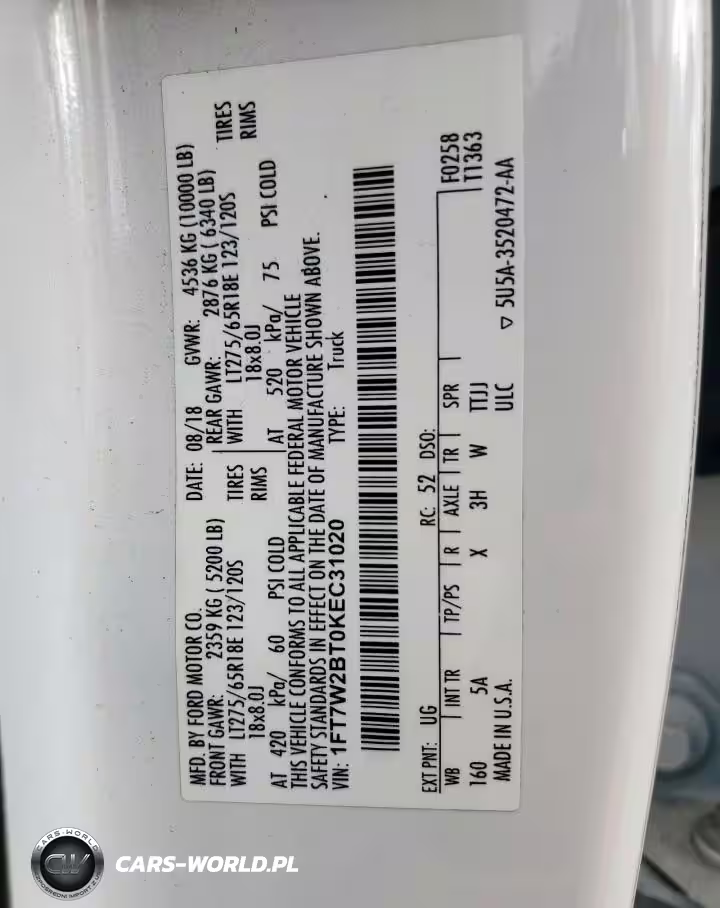 MFD. BY FORD MOTOR CO.
DATE: 08/18 GVWR: 4536 KG (10000 LB)
FRONT GAWR: 2359 KG ( 5200 LB)
REAR GAWR: 2876 KG ( 6340 LB)
WITH LT275/65R18E 123/120S TIRES
WITH LT275/65R18E 123/120S TIRES
18x8.0J RIMS
18x8.0J RIMS
AT 420 kPa/ 60 PSI COLD
AT 520 kPa/ 75 PSI COLD
THIS VEHICLE CONFORMS TO ALL APPLICABLE FEDERAL MOTOR VEHICLE
SAFETY STANDARDS IN EFFECT ON THE DATE OF MANUFACTURE SHOWN ABOVE.
VIN: 1FT7W2BT0KEC31020 TYPE: Truck
F0258
T1363
EXT PNT: UG RC: 52 DSO:
WB INT TR TP/PS R AXLE TR SPR
160 5A X 3H W TTJJ
MADE IN U.S.A. ULC
▽ 5U5A-3520472-AA
CARS-WORLD
CW
CARS-WORLD.PL